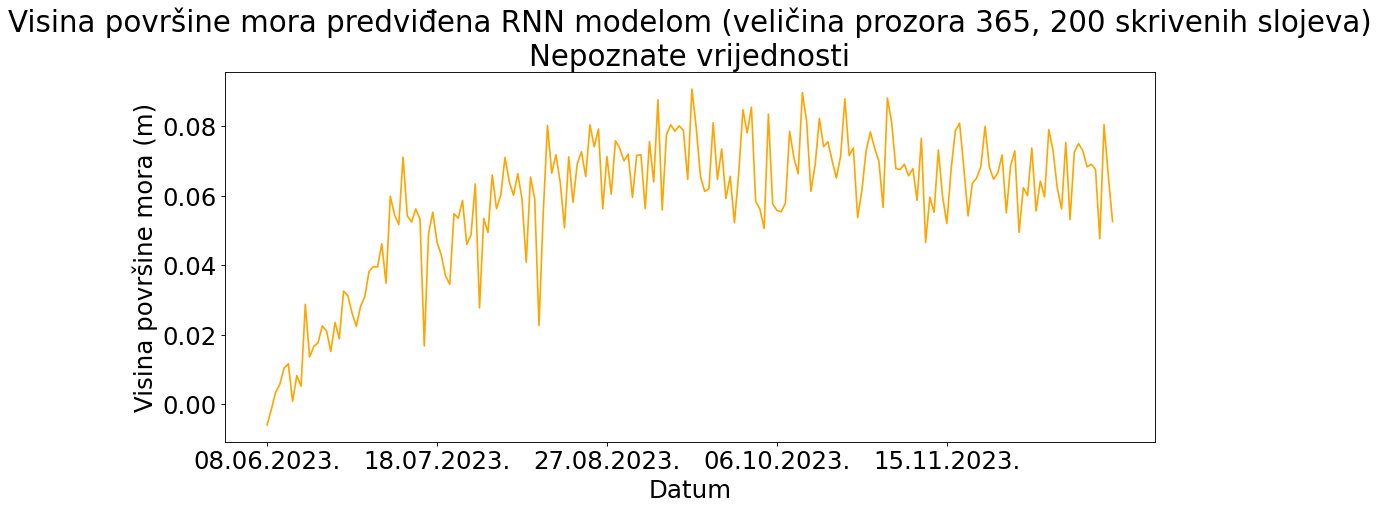 Visina površine mora predviđena RNN modelom (veličina prozora 365, 200 skrivenih slojeva)
Nepoznate vrijednosti
Visina površine mora (m)
0.08
0.06
0.04
0.02
0.00
08.06.2023. 18.07.2023. 27.08.2023. 06.10.2023. 15.11.2023.
Datum